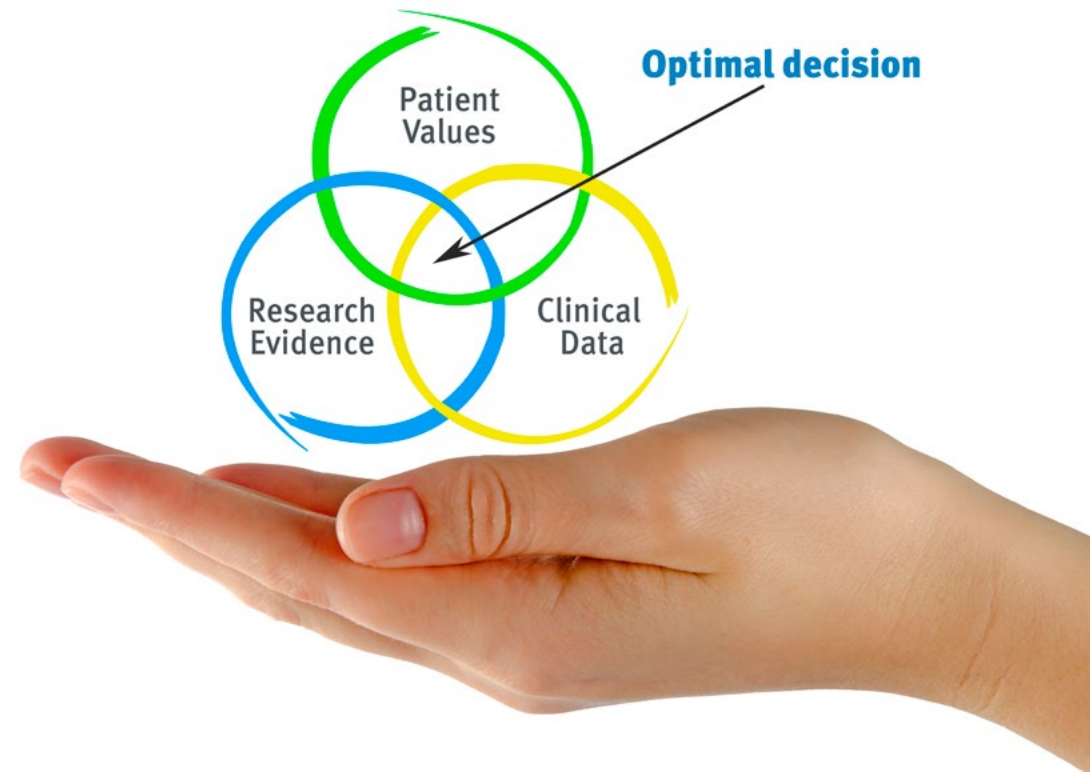 Optimal decision
Patient
Values
Research
Evidence
Clinical
Data